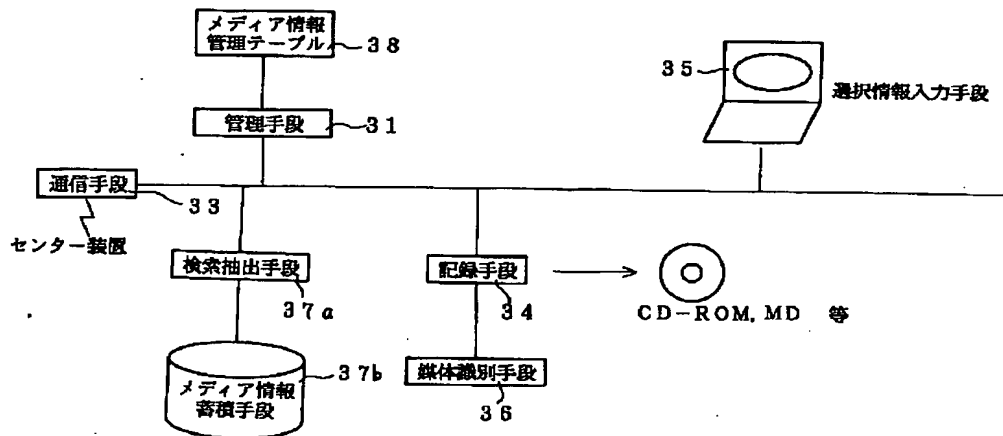 メディア情報
管理テーブル
38
35
選択情報入力手段
管理手段
31
通信手段
33
センター装置
検索抽出手段
37a
記録手段
34
CD-ROM, MD 等
メディア情報
蓄積手段
37b
媒体識別手段
36